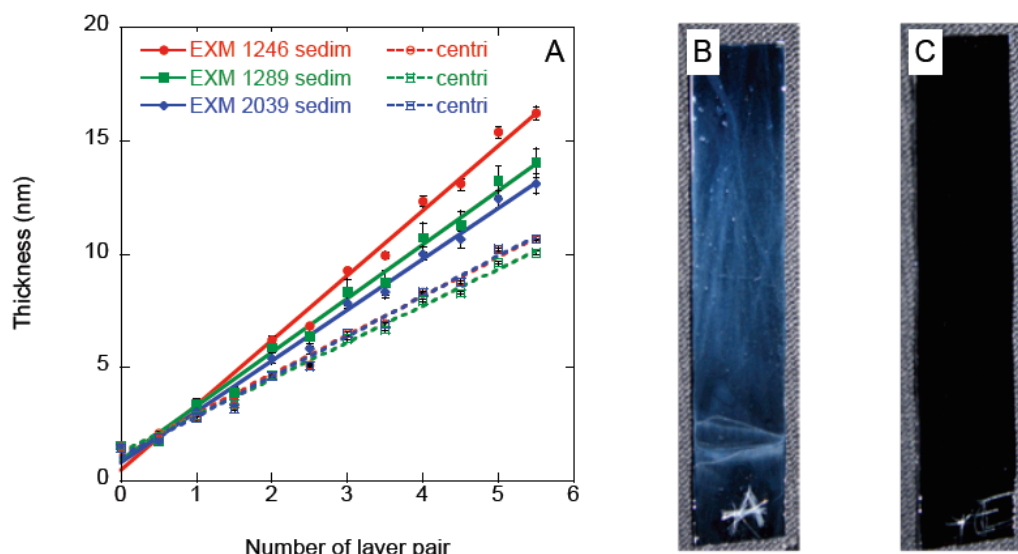 20
15
10
5
0
Thickness (nm)
EXM 1246 sedim centri
EXM 1289 sedim centri
EXM 2039 sedim centri
A
0 1 2 3 4 5 6
Number of layer pair
B
A
C
E